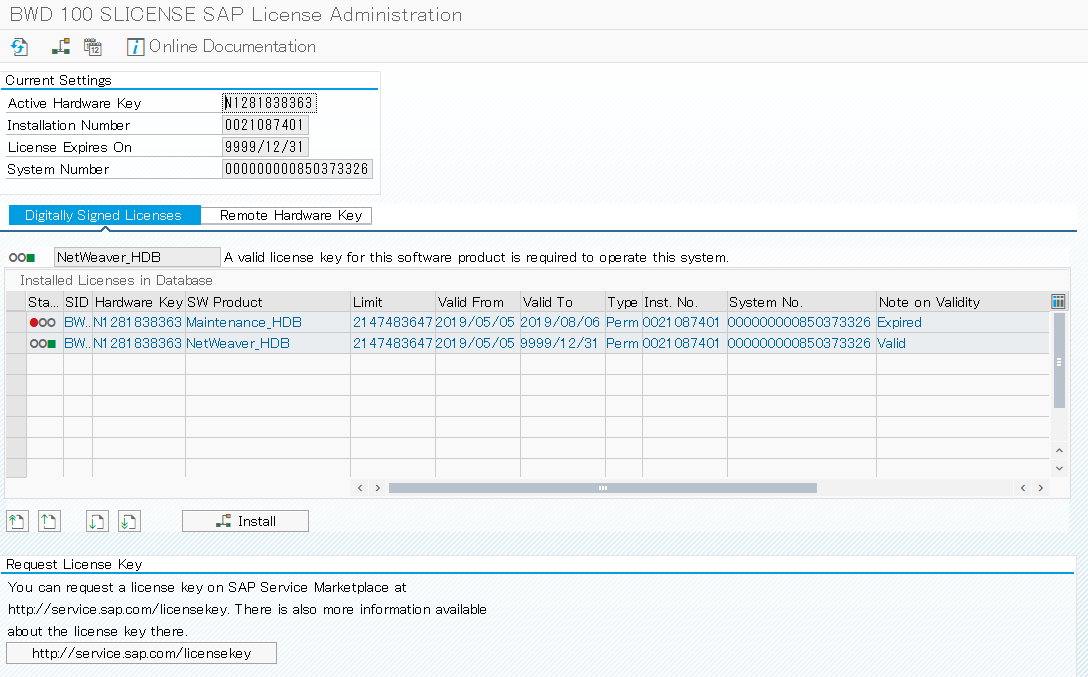 BWD 100 SLICENSE SAP License Administration
Online Documentation
Current Settings
Active Hardware Key N1281838363
Installation Number 0021087401
License Expires On 9999/12/31
System Number 000000000850373326
Digitally Signed Licenses Remote Hardware Key
NetWeaver_HDB A valid license key for this software product is required to operate this system.
Installed Licenses in Database
Sta... SID Hardware Key SW Product Limit Valid From Valid To Type Inst. No. System No. Note on Validity
BW.. N1281838363 Maintenance_HDB 2147483647 2019/05/05 2019/08/06 Perm 0021087401 000000000850373326 Expired
BW.. N1281838363 NetWeaver_HDB 2147483647 2019/05/05 9999/12/31 Perm 0021087401 000000000850373326 Valid
Install
Request License Key
You can request a license key on SAP Service Marketplace at
http://service.sap.com/licensekey. There is also more information available
about the license key there.
http://service.sap.com/licensekey